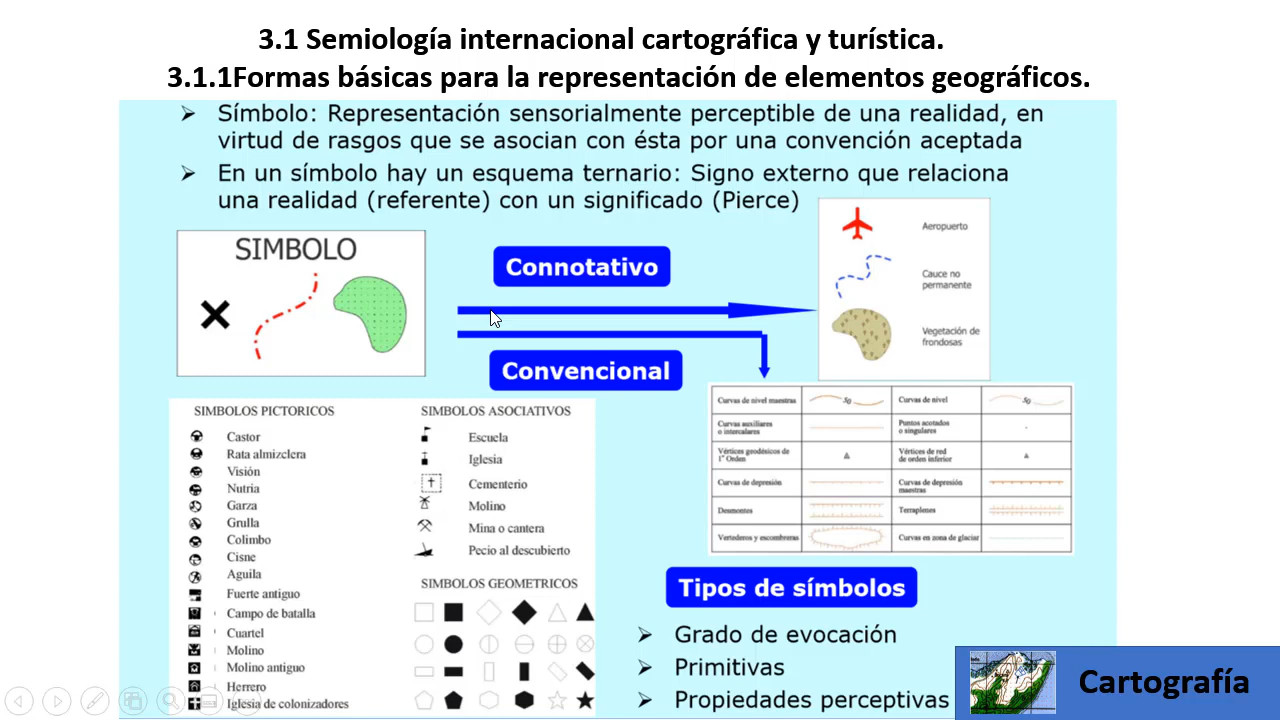 3.1 Semiología internacional cartográfica y turística.
3.1.1Formas básicas para la representación de elementos geográficos.
Símbolo: Representación sensorialmente perceptible de una realidad, en
virtud de rasgos que se asocian con ésta por una convención aceptada
En un símbolo hay un esquema ternario: Signo externo que relaciona
una realidad (referente) con un significado (Pierce)
SIMBOLO
Connotativo
Convencional
Aeropuerto
Cauce no
permanente
Vegetación de
frondosas
SIMBOLOS PICTORICOS
Castor
Rata almizclera
Visión
Nutria
Garza
Grulla
Colimbo
Cisne
Aguila
Fuerte antiguo
Campo de batalla
Cuartel
Molino
Molino antiguo
Herrero
Iglesia de colonizadores
SIMBOLOS ASOCIATIVOS
Escuela
Iglesia
Cementerio
Molino
Mina o cantera
Pecio al descubierto
SIMBOLOS GEOMETRICOS
Curvas de nivel maestras
50
Curvas de nivel
50
Curvas auxiliares
o intercalares
Puntos acotados
o singulares
Vértices geodésicos de
1º Orden
Vértices de red
de orden inferior
Curvas de depresión
Curvas de depresión
maestras
Desmontes
Terraplenes
Vertederos y escombreras
Curvas en zona de glaciar
Tipos de símbolos
Grado de evocación
Primitivas
Propiedades perceptivas
Cartografía